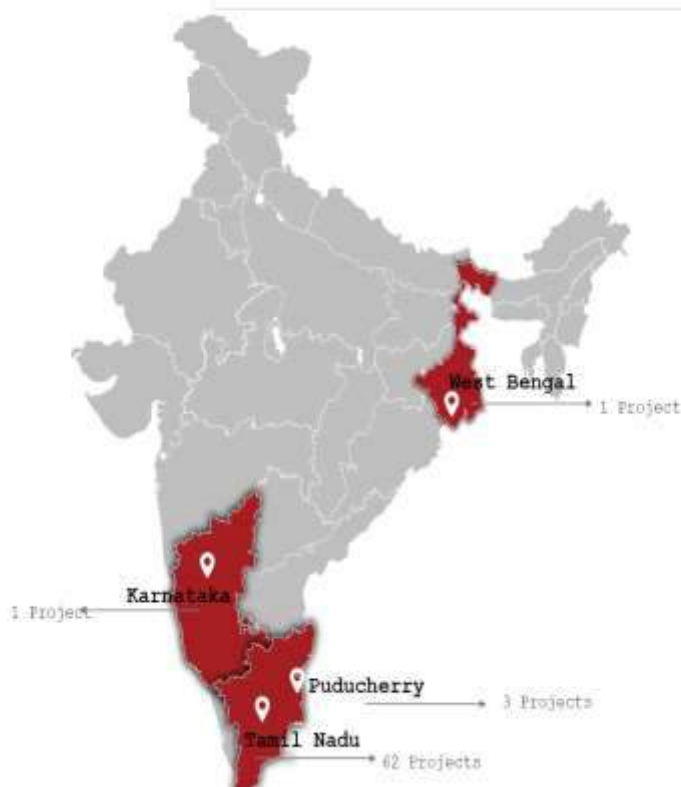 West Bengal
1 Project
Karnataka
1 Project
Puducherry
3 Projects
Tamil Nadu
62 Projects